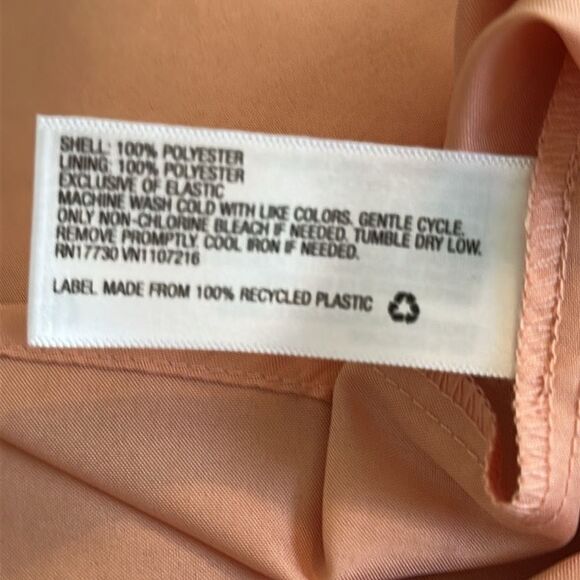 SHELL: 100% POLYESTER
LINING: 100% POLYESTER
EXCLUSIVE OF ELASTIC
MACHINE WASH COLD WITH LIKE COLORS, GENTLE CYCLE.
ONLY NON-CHLORINE BLEACH IF NEEDED. TUMBLE DRY LOW.
REMOVE PROMPTLY. COOL IRON IF NEEDED.
RN17730 VN1107216
LABEL MADE FROM 100% RECYCLED PLASTIC